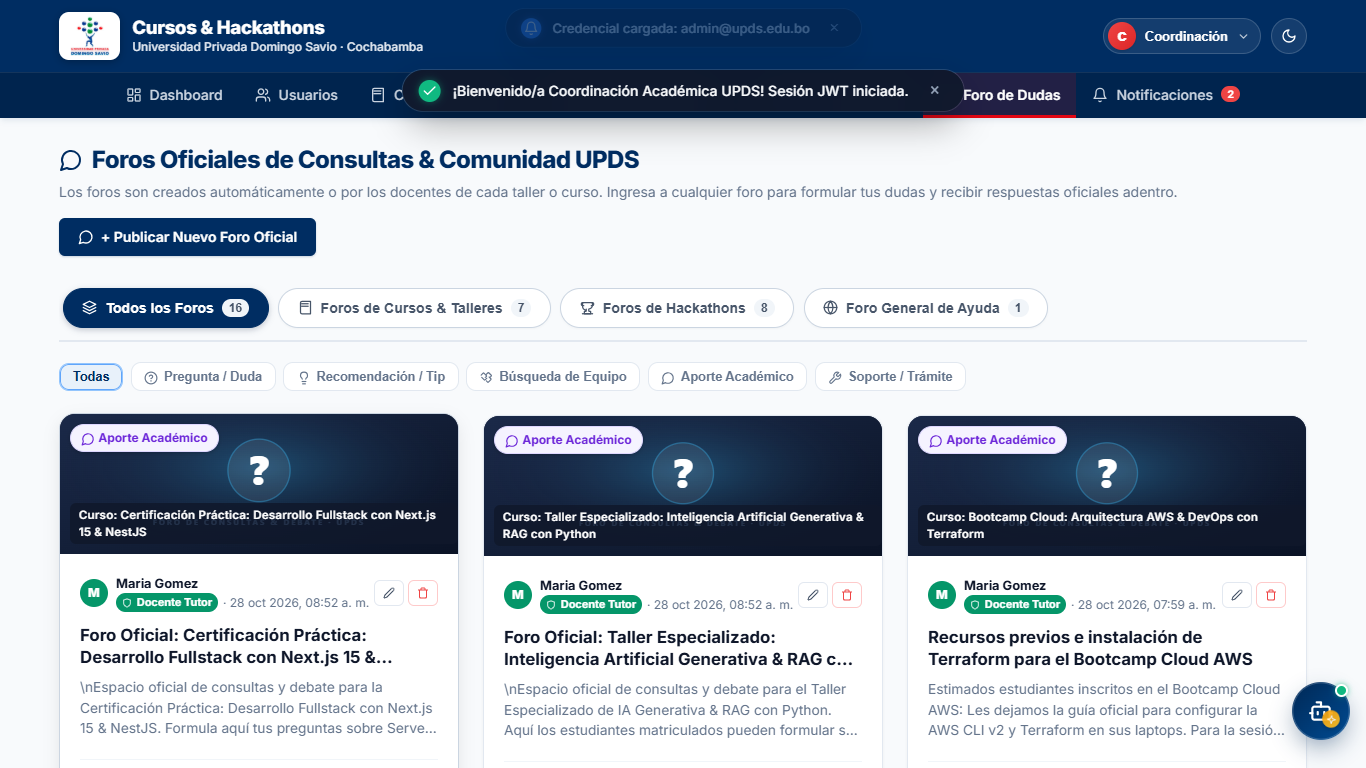 Cursos & Hackathons
Universidad Privada Domingo Savio · Cochabamba
Credencial cargada: admin@upds.edu.bo
C
Coordinación
Dashboard
Usuarios
C
¡Bienvenido/a Coordinación Académica UPDS! Sesión JWT iniciada.
Foro de Dudas
Notificaciones
2
Foros Oficiales de Consultas & Comunidad UPDS
Los foros son creados automáticamente o por los docentes de cada taller o curso. Ingresa a cualquier foro para formular tus dudas y recibir respuestas oficiales adentro.
+ Publicar Nuevo Foro Oficial
Todos los Foros 16
Foros de Cursos & Talleres 7
Foros de Hackathons 8
Foro General de Ayuda 1
Todas
Pregunta / Duda
Recomendación / Tip
Búsqueda de Equipo
Aporte Académico
Soporte / Trámite
Aporte Académico
?
Curso: Certificación Práctica: Desarrollo Fullstack con Next.js
15 & NestJS
M
Maria Gomez
Docente Tutor · 28 oct 2026, 08:52 a. m.
Foro Oficial: Certificación Práctica:
Desarrollo Fullstack con Next.js 15 &...
\nEspacio oficial de consultas y debate para la
Certificación Práctica: Desarrollo Fullstack con Next.js
15 & NestJS. Formula aquí tus preguntas sobre Serve...
Aporte Académico
?
Curso: Taller Especializado: Inteligencia Artificial Generativa &
RAG con Python
M
Maria Gomez
Docente Tutor · 28 oct 2026, 08:52 a. m.
Foro Oficial: Taller Especializado:
Inteligencia Artificial Generativa & RAG c...
\nEspacio oficial de consultas y debate para el Taller
Especializado de IA Generativa & RAG con Python.
Aquí los estudiantes matriculados pueden formular s...
Aporte Académico
?
Curso: Bootcamp Cloud: Arquitectura AWS & DevOps con
Terraform
M
Maria Gomez
Docente Tutor · 28 oct 2026, 07:59 a. m.
Recursos previos e instalación de
Terraform para el Bootcamp Cloud AWS
Estimados estudiantes inscritos en el Bootcamp Cloud
AWS: Les dejamos la guía oficial para configurar la
AWS CLI v2 y Terraform en sus laptops. Para la sesió...